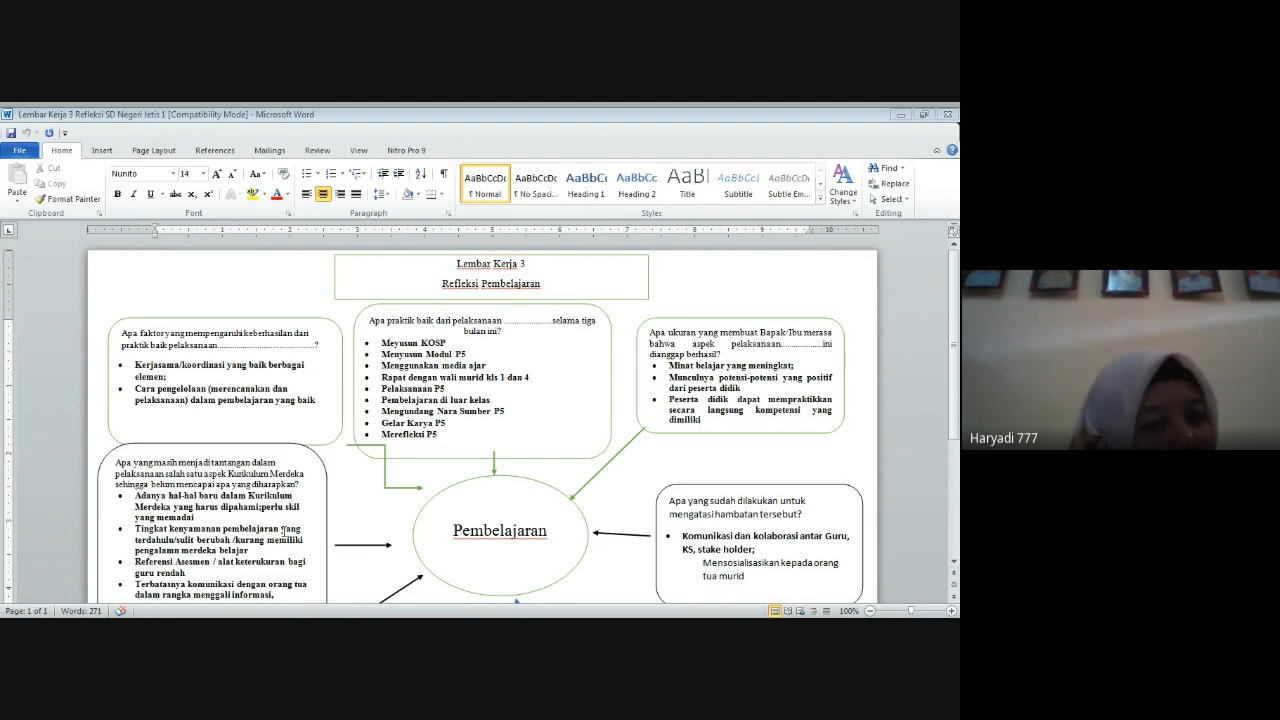 Lembar Kerja 3 Refleksi SD Negeri Jetis 1 [Compatibility Mode] - Microsoft Word
File Home Insert Page Layout References Mailings Review View Nitro Pro 9
Paste
Cut
Copy
Format Painter
Clipboard
Nunito 14
Font
Paragraph
AaBbCcDc AaBbCcDc AaBbCc AaBbCc AaBl AaBbCcL AaBbCcDc
¶ Normal ¶ No Spaci... Heading 1 Heading 2 Title Subtitle Subtle Em...
Change Styles
Styles
Find
Replace
Select
Editing
1 2 3 4 5 6 7 8 10
Lembar Kerja 3
Refleksi Pembelajaran
Apa faktor yang mempengaruhi keberhasilan dari
praktik baik pelaksanaan.......................................?
Kerjasama/koordinasi yang baik berbagai
elemen;
Cara pengelolaan (merencanakan dan
pelaksanaan) dalam pembelajaran yang baik
Apa praktik baik dari pelaksanaan .....................selama tiga
bulan ini?
Meyusun KOSP
Menyusun Modul P5
Menggunakan media ajar
Rapat dengan wali murid kls 1 dan 4
Pelaksanaan P5
Pembelajaran di luar kelas
Mengundang Nara Sumber P5
Gelar Karya P5
Merefleksi P5
Apa ukuran yang membuat Bapak/Ibu merasa
bahwa aspek pelaksanaan..................ini
dianggap berhasil?
Minat belajar yang meningkat;
Munculnya potensi-potensi yang positif
dari peserta didik
Peserta didik dapat mempraktikkan
secara langsung kompetensi yang
dimiliki
Apa yang masih menjadi tantangan dalam
pelaksanaan salah satu aspek Kurikulum Merdeka
sehingga belum mencapai apa yang diharapkan?
Adanya hal-hal baru dalam Kurikulum
Merdeka yang harus dipahami;perlu skil
yang memadai
Tingkat kenyamanan pembelajaran yang
terdahulu/sulit berubah /kurang memiliki
pengalamn merdeka belajar
Referensi Asesmen / alat keterukuran bagi
guru rendah
Terbatasnya komunikasi dengan orang tua
dalam rangka menggali informasi,
Pembelajaran
Apa yang sudah dilakukan untuk
mengatasi hambatan tersebut?
Komunikasi dan kolaborasi antar Guru,
KS, stake holder;
Mensosialisasikan kepada orang
tua murid
Page: 1 of 1 Words: 271 100%
Haryadi 777